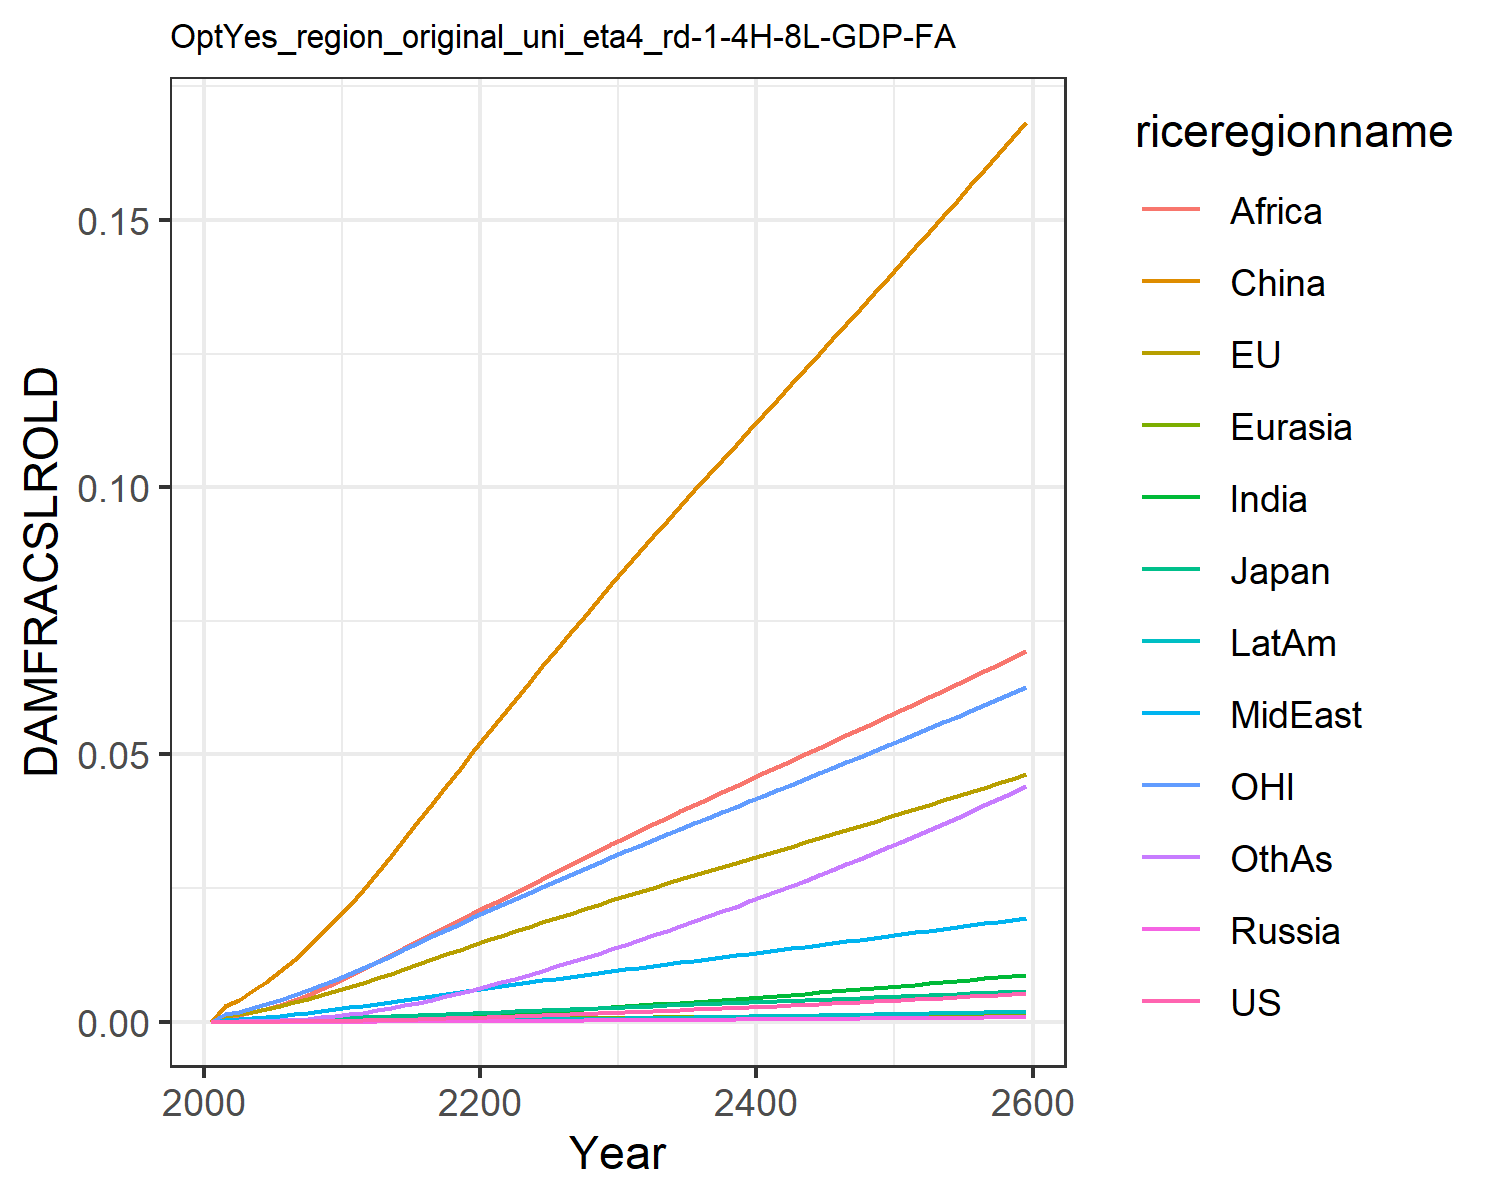 OptYes_region_original_uni_eta4_rd-1-4H-8L-GDP-FA
DAMFRACSLROLD
0.15
0.10
0.05
0.00
2000 2200 2400 2600
Year
riceregionname
Africa
China
EU
Eurasia
India
Japan
LatAm
MidEast
OHI
OthAs
Russia
US